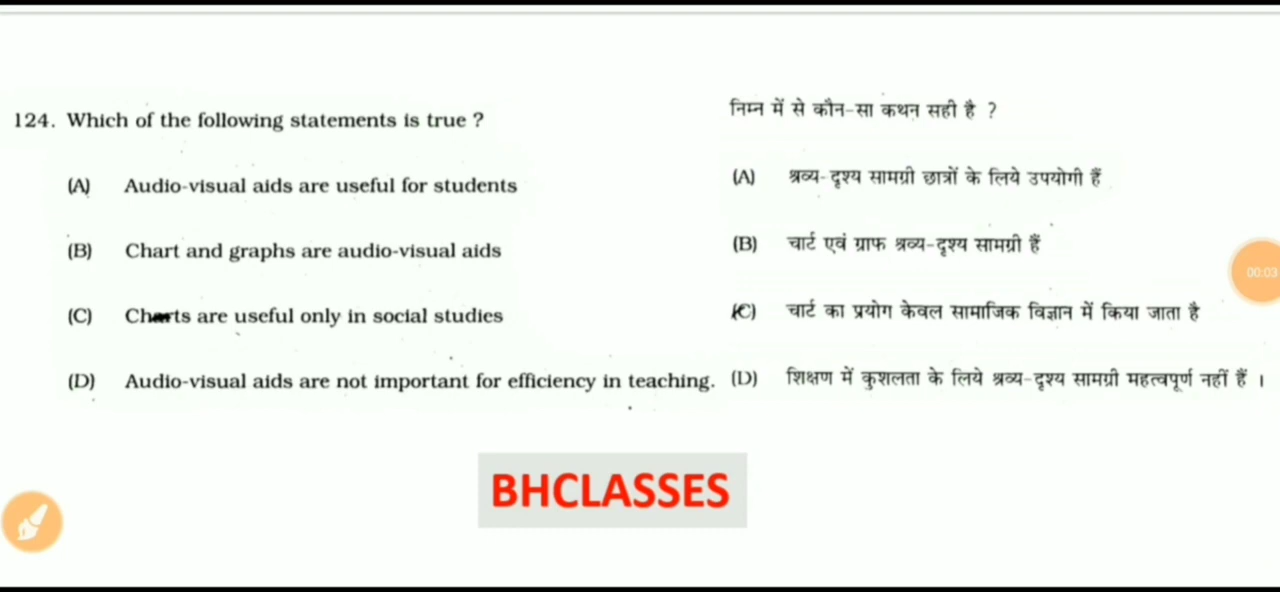 124. Which of the following statements is true ?
(A) Audio-visual aids are useful for students
(B) Chart and graphs are audio-visual aids
(C) Charts are useful only in social studies
(D) Audio-visual aids are not important for efficiency in teaching.
निम्न में से कौन-सा कथन सही है ?
(A) श्रव्य-दृश्य सामग्री छात्रों के लिये उपयोगी हैं
(B) चार्ट एवं ग्राफ श्रव्य-दृश्य सामग्री हैं
(C) चार्ट का प्रयोग केवल सामाजिक विज्ञान में किया जाता है
(D) शिक्षण में कुशलता के लिये श्रव्य-दृश्य सामग्री महत्वपूर्ण नहीं हैं ।
00:03
BHCLASSES